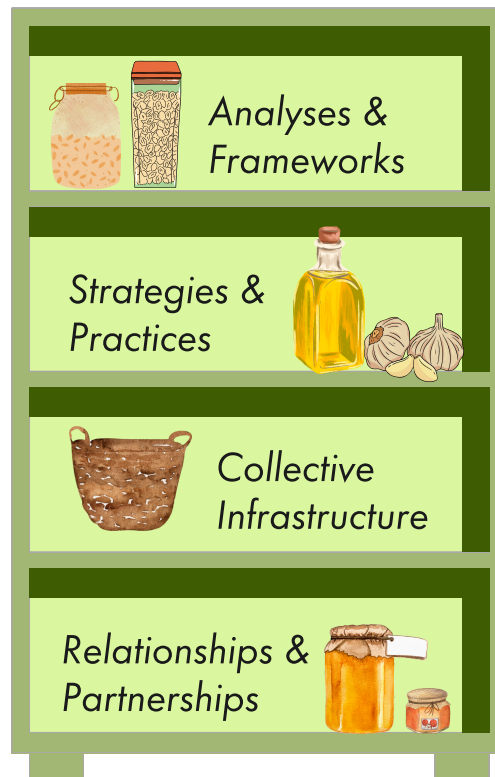 Analyses &
Frameworks
Strategies &
Practices
Collective
Infrastructure
Relationships &
Partnerships